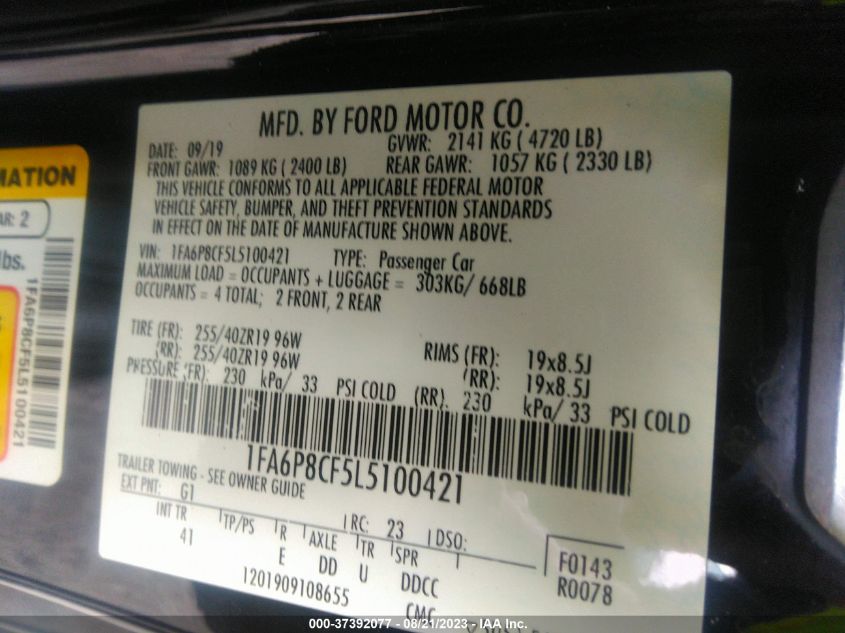 MFD. BY FORD MOTOR CO.
DATE: 09/19 GVWR: 2141 KG ( 4720 LB)
FRONT GAWR: 1089 KG ( 2400 LB) REAR GAWR: 1057 KG ( 2330 LB)
THIS VEHICLE CONFORMS TO ALL APPLICABLE FEDERAL MOTOR
VEHICLE SAFETY, BUMPER, AND THEFT PREVENTION STANDARDS
IN EFFECT ON THE DATE OF MANUFACTURE SHOWN ABOVE.
VIN: 1FA6P8CF5L5100421 TYPE: Passenger Car
MAXIMUM LOAD = OCCUPANTS + LUGGAGE = 303KG/ 668LB
OCCUPANTS = 4 TOTAL; 2 FRONT, 2 REAR
TIRE (FR): 255/40ZR19 96W RIMS (FR): 19x8.5J
(RR): 255/40ZR19 96W (RR): 19x8.5J
PRESSURE (FR): 230 kPa/ 33 PSI COLD (RR): 230 kPa/ 33 PSI COLD
1FA6P8CF5L5100421
TRAILER TOWING - SEE OWNER GUIDE
EXT PNT: G1 RC: 23 DSO:
INT TR TP/PS R AXLE TR SPR
41 E DD U DDCC
F0143
R0078
1201909108655
CMC
MATION
AR: 2
lbs.
1FA6P8CF5L5100421
000-37392077 - 08/21/2023 - IAAI.COM